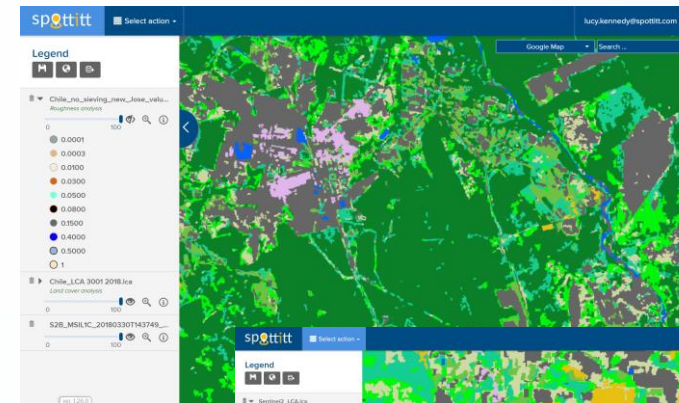 spottitt
Select action
lucy.kennedy@spottitt.com
Legend
Google Map
Search ...
Chile_no_sieving_new_Jose_valu...
Roughness analysis
0
100
0.0001
0.0003
0.0100
0.0300
0.0500
0.0800
0.1500
0.4000
0.5000
1
Chile_LCA 3001 2018.lca
Land cover analysis
0
100
S2B_MSIL1C_20180330T143749_...
0
100
spottitt
Select action
Legend
Sentinel2_LCA.lca